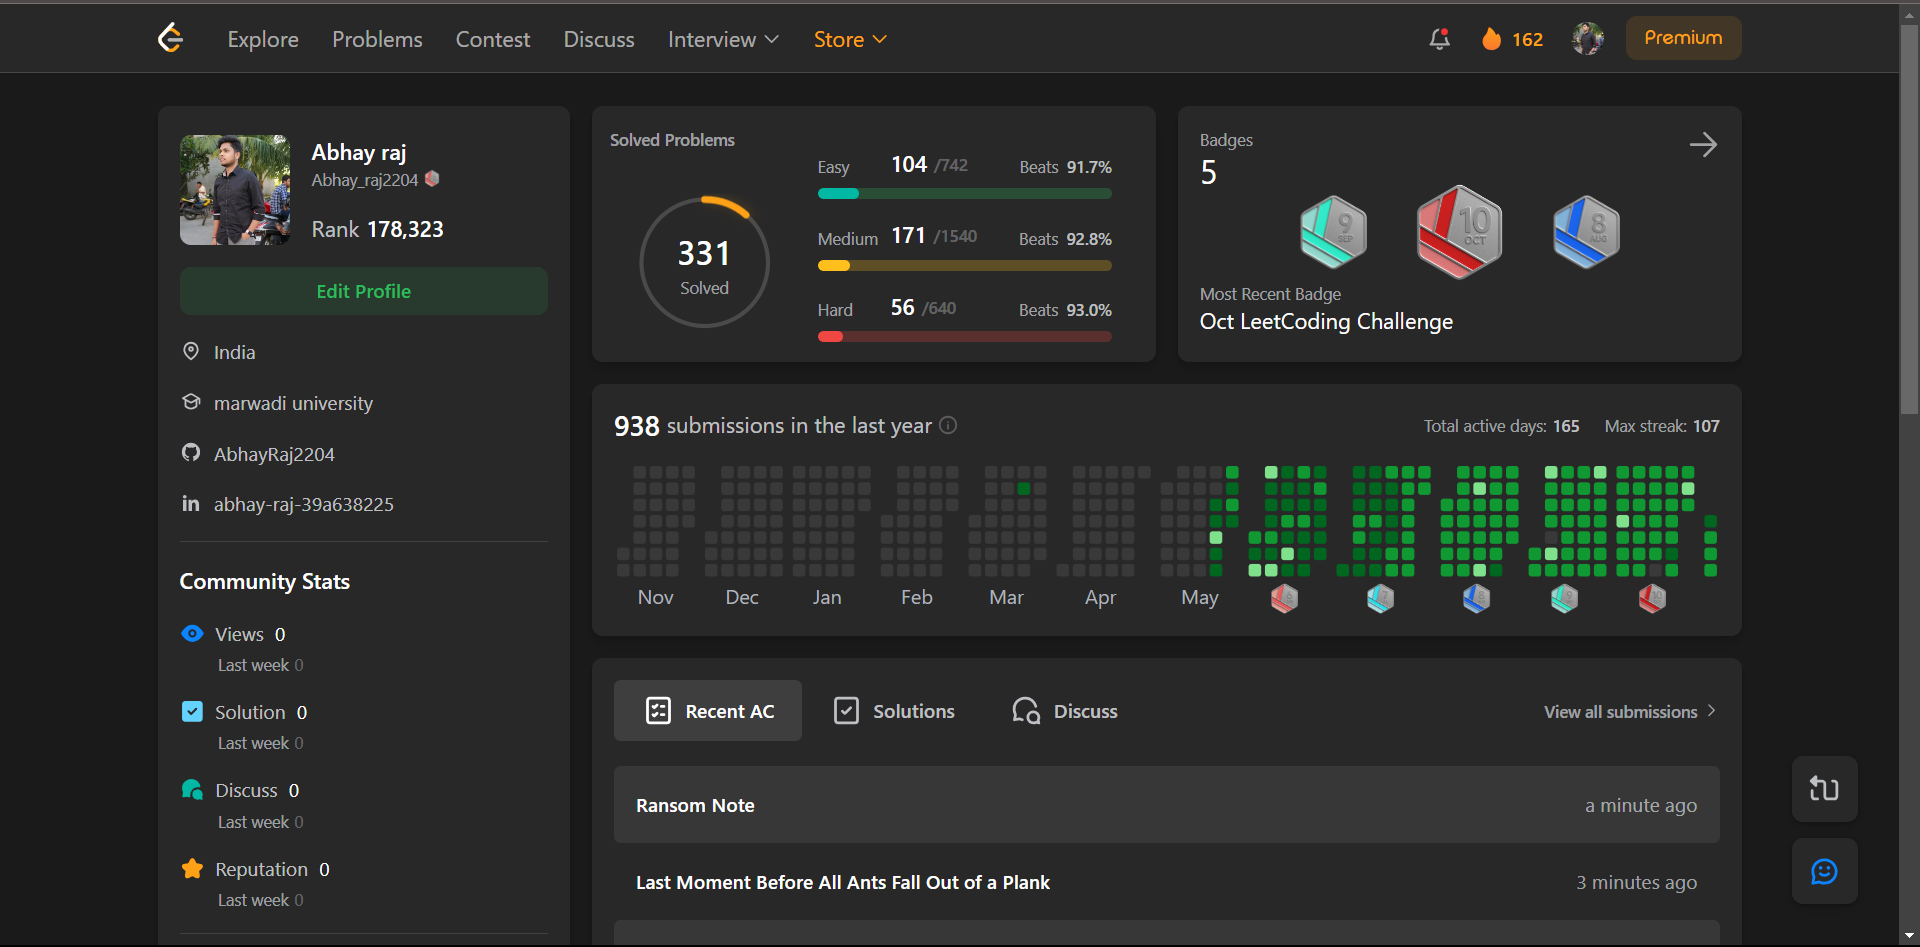 Explore Problems Contest Discuss Interview Store 162 Premium
Abhay raj
Abhay_raj2204
Rank 178,323
Edit Profile
India
marwadi university
AbhayRaj2204
abhay-raj-39a638225
Community Stats
Views 0
Last week 0
Solution 0
Last week 0
Discuss 0
Last week 0
Reputation 0
Last week 0
Solved Problems
331
Solved
Easy 104 /742 Beats 91.7%
Medium 171 /1540 Beats 92.8%
Hard 56 /640 Beats 93.0%
Badges
5
9
SEP
10
OCT
8
AUG
Most Recent Badge
Oct LeetCoding Challenge
938 submissions in the last year Total active days: 165 Max streak: 107
Nov Dec Jan Feb Mar Apr May
Recent AC Solutions Discuss View all submissions
Ransom Note a minute ago
Last Moment Before All Ants Fall Out of a Plank 3 minutes ago